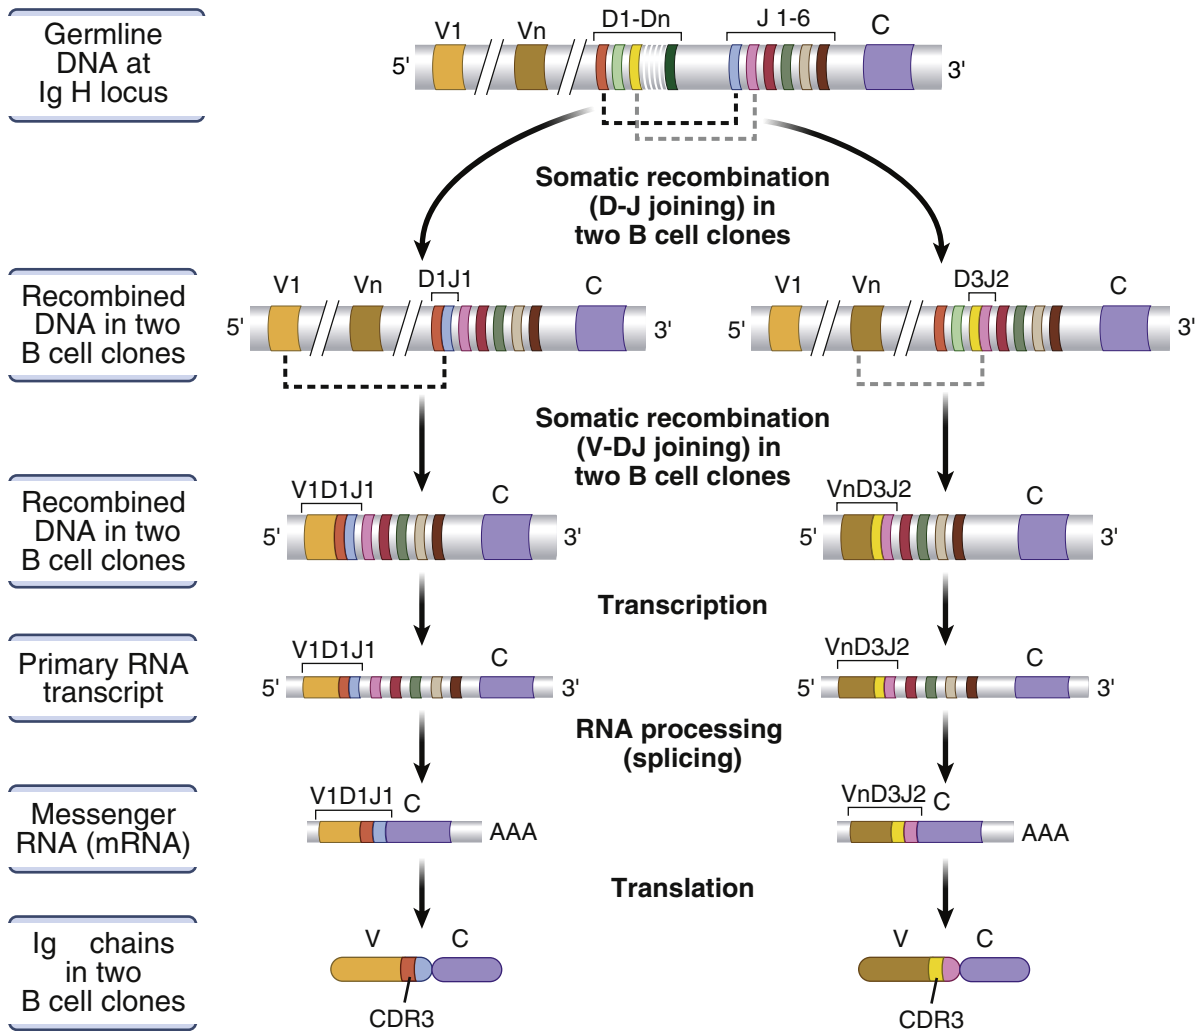 Germline
DNA at
Ig H locus
V1
Vn
D1-Dn
J 1-6
C
5'
3'
Somatic recombination
(D-J joining) in
two B cell clones
Recombined
DNA in two
B cell clones
V1
Vn
D1J1
C
5'
3'
V1
Vn
D3J2
C
5'
3'
Somatic recombination
(V-DJ joining) in
two B cell clones
Recombined
DNA in two
B cell clones
V1D1J1
C
5'
3'
VnD3J2
C
5'
3'
Transcription
Primary RNA
transcript
V1D1J1
C
5'
3'
VnD3J2
C
5'
3'
RNA processing
(splicing)
Messenger
RNA (mRNA)
V1D1J1
C
AAA
VnD3J2
C
AAA
Translation
Ig chains
in two
B cell clones
V
C
CDR3
V
C
CDR3